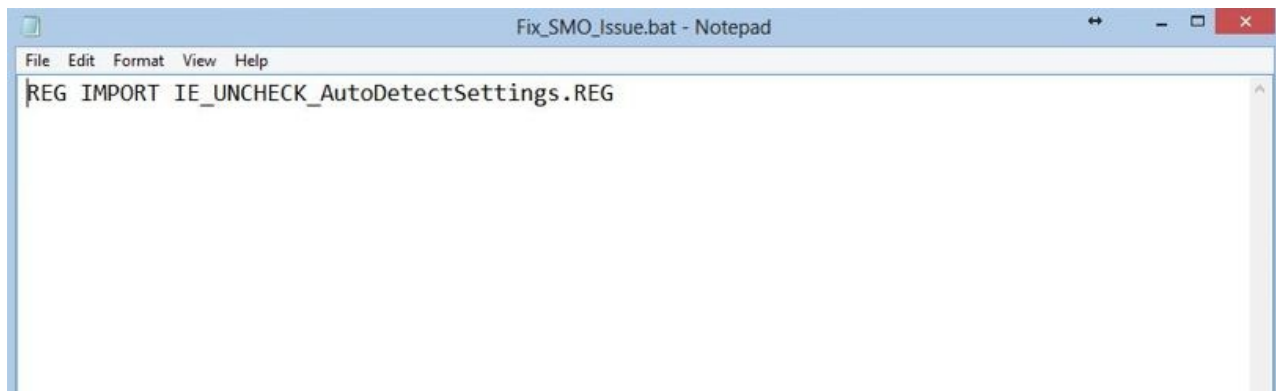 Fix_SMO_Issue.bat - Notepad
File Edit Format View Help
REG IMPORT IE_UNCHECK_AutoDetectSettings.REG